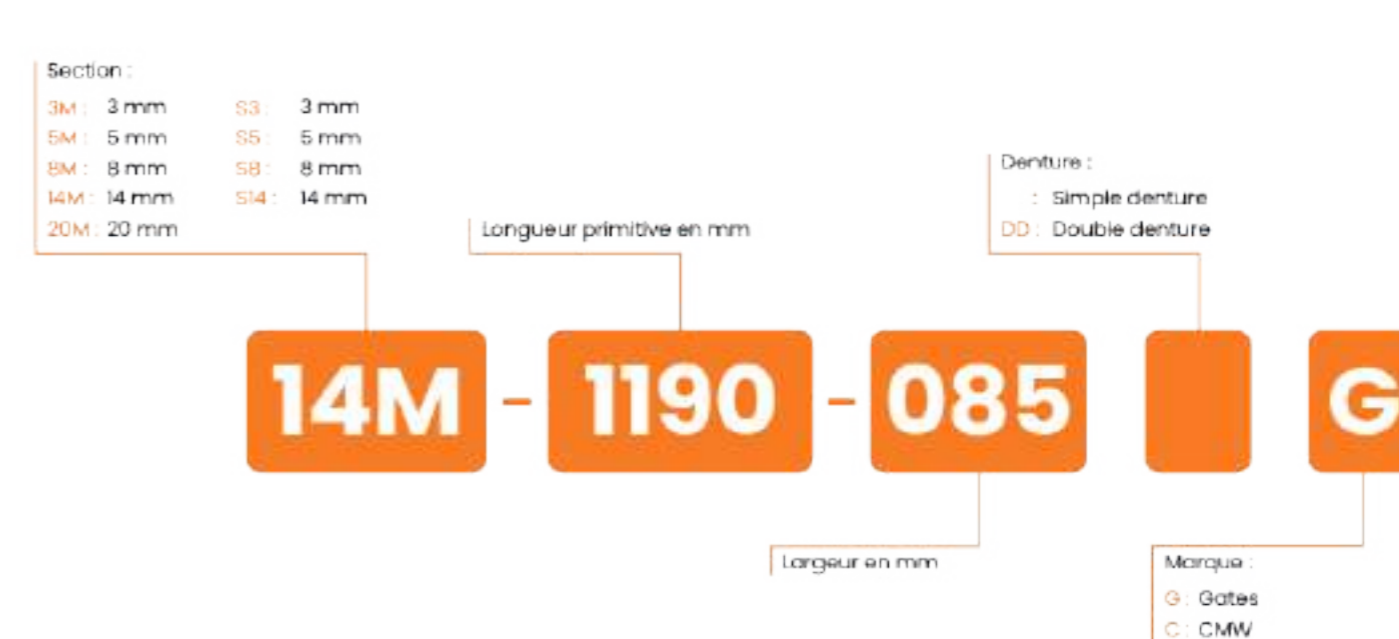 Section :
3M : 3 mm S3 : 3 mm
5M : 5 mm S5 : 5 mm
8M : 8 mm S8 : 8 mm
14M : 14 mm S14 : 14 mm
20M : 20 mm
Longueur primitive en mm
Denture :
: Simple denture
DD : Double denture
14M - 1190 - 085 G
Largeur en mm
Marque :
G : Gates
C : CMW